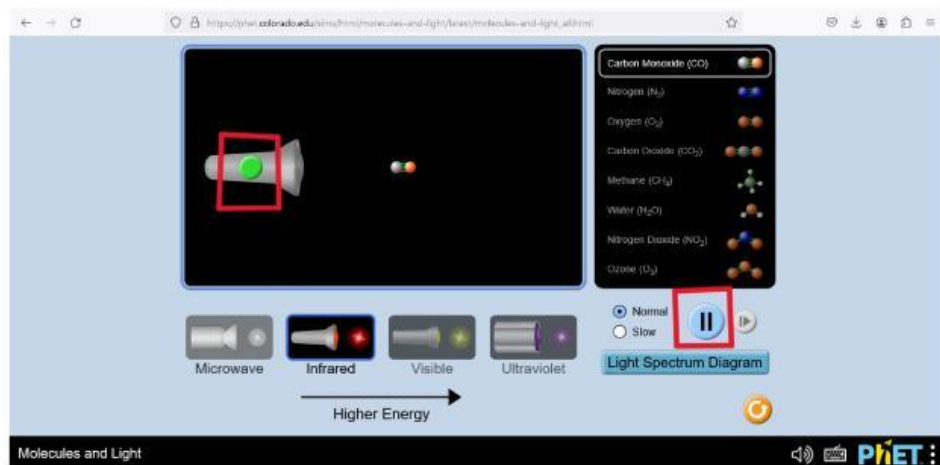 https://phet.colorado.edu/sims/html/molecules-and-light/latest/molecules-and-light_all.html
Carbon Monoxide (CO)
Nitrogen (N₂)
Oxygen (O₂)
Carbon Dioxide (CO₂)
Methane (CH₄)
Water (H₂O)
Nitrogen Dioxide (NO₂)
Ozone (O₃)
Normal
Slow
Microwave
Infrared
Visible
Ultraviolet
Light Spectrum Diagram
Higher Energy
Molecules and Light
PhET